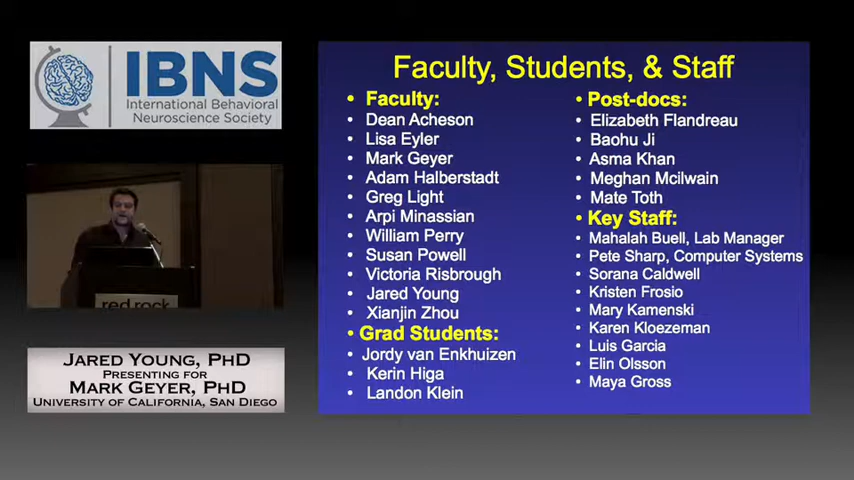 IBNS
International Behavioral
Neuroscience Society
red rock
JARED YOUNG, PHD
PRESENTING FOR
MARK GEYER, PHD
UNIVERSITY OF CALIFORNIA, SAN DIEGO
Faculty, Students, & Staff
• Faculty:
• Dean Acheson
• Lisa Eyler
• Mark Geyer
• Adam Halberstadt
• Greg Light
• Arpi Minassian
• William Perry
• Susan Powell
• Victoria Risbrough
• Jared Young
• Xianjin Zhou
• Grad Students:
• Jordy van Enkhuizen
• Kerin Higa
• Landon Klein
• Post-docs:
• Elizabeth Flandreau
• Baohu Ji
• Asma Khan
• Meghan Mcilwain
• Mate Toth
• Key Staff:
• Mahalah Buell, Lab Manager
• Pete Sharp, Computer Systems
• Sorana Caldwell
• Kristen Frosio
• Mary Kamenski
• Karen Kloezeman
• Luis Garcia
• Elin Olsson
• Maya Gross